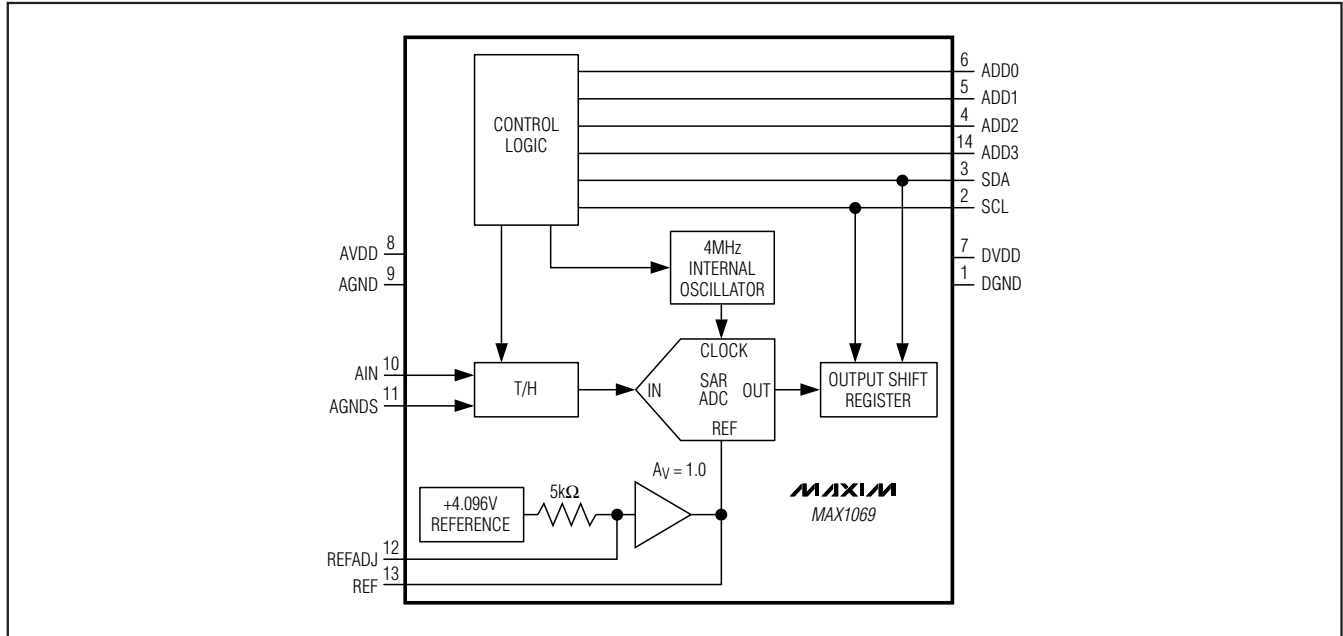 CONTROL
LOGIC
6
ADD0
5
ADD1
4
ADD2
14
ADD3
3
SDA
2
SCL
AVDD
8
AGND
9
4MHz
INTERNAL
OSCILLATOR
7
DVDD
1
DGND
AIN
10
AGNDS
11
T/H
CLOCK
IN
SAR
ADC
OUT
REF
OUTPUT SHIFT
REGISTER
+4.096V
REFERENCE
5kΩ
AV = 1.0
MAXIM
MAX1069
REFADJ
12
REF
13